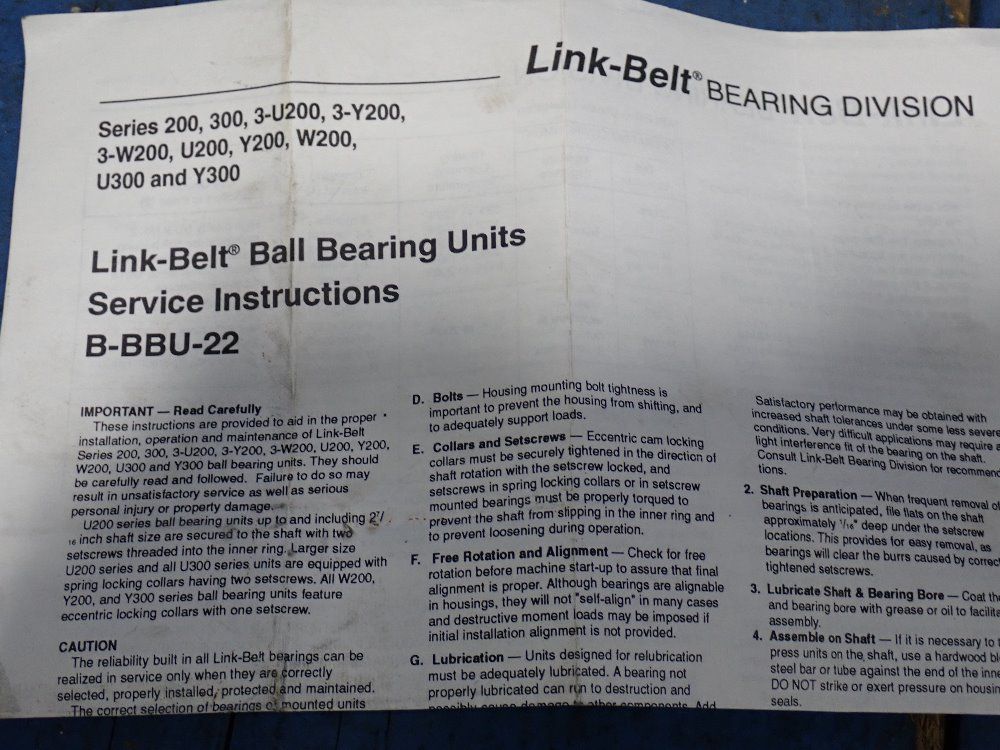 Link-Belt® BEARING DIVISION
Series 200, 300, 3-U200, 3-Y200,
3-W200, U200, Y200, W200,
U300 and Y300
Link-Belt® Ball Bearing Units
Service Instructions
B-BBU-22
IMPORTANT — Read Carefully
These instructions are provided to aid in the proper
installation, operation and maintenance of Link-Belt
Series 200, 300, 3-U200, 3-Y200, 3-W200, U200, Y200,
W200, U300 and Y300 ball bearing units. They should
be carefully read and followed. Failure to do so may
result in unsatisfactory service as well as serious
personal injury or property damage.
U200 series ball bearing units up to and including 2⁷/
₁₆ inch shaft size are secured to the shaft with two
setscrews threaded into the inner ring. Larger size
U200 series and all U300 series units are equipped with
spring locking collars having two setscrews. All W200,
Y200, and Y300 series ball bearing units feature
eccentric locking collars with one setscrew.
CAUTION
The reliability built in all Link-Belt bearings can be
realized in service only when they are correctly
selected, properly installed, protected and maintained.
The correct selection of bearings or mounted units
D. Bolts — Housing mounting bolt tightness is
important to prevent the housing from shifting, and
to adequately support loads.
E. Collars and Setscrews — Eccentric cam locking
collars must be securely tightened in the direction of
shaft rotation with the setscrew locked, and
setscrews in spring locking collars or in setscrew
mounted bearings must be properly torqued to
prevent the shaft from slipping in the inner ring and
to prevent loosening during operation.
F. Free Rotation and Alignment — Check for free
rotation before machine start-up to assure that final
alignment is proper. Although bearings are alignable
in housings, they will not "self-align" in many cases
and destructive moment loads may be imposed if
initial installation alignment is not provided.
G. Lubrication — Units designed for relubrication
must be adequately lubricated. A bearing not
properly lubricated can run to destruction and
possibly cause damage to other components. Add
Satisfactory performance may be obtained with
increased shaft tolerances under some less severe
conditions. Very difficult applications may require a
light interference fit of the bearing on the shaft.
Consult Link-Belt Bearing Division for recommen
tions.
2. Shaft Preparation — When frequent removal of
bearings is anticipated, file flats on the shaft
approximately ¹/₁₆" deep under the setscrew
locations. This provides for easy removal, as
bearings will clear the burrs caused by correc
tightened setscrews.
3. Lubricate Shaft & Bearing Bore — Coat the
and bearing bore with grease or oil to facilita
assembly.
4. Assemble on Shaft — If it is necessary to
press units on the shaft, use a hardwood bl
steel bar or tube against the end of the inne
DO NOT strike or exert pressure on housin
seals.